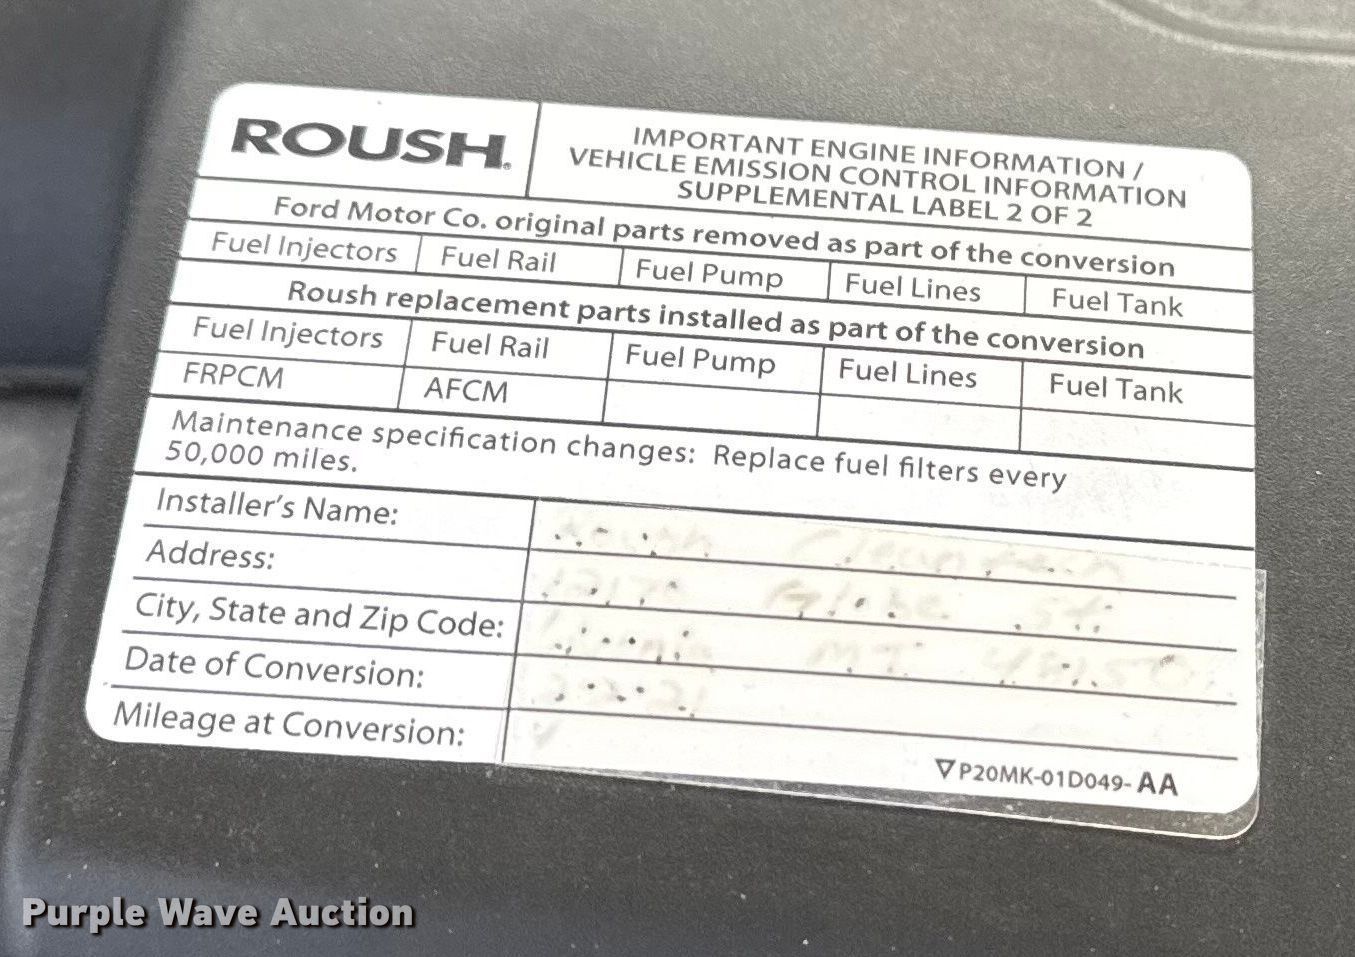 ROUSH.
IMPORTANT ENGINE INFORMATION /
VEHICLE EMISSION CONTROL INFORMATION
SUPPLEMENTAL LABEL 2 OF 2
Ford Motor Co. original parts removed as part of the conversion
Fuel Injectors Fuel Rail Fuel Pump Fuel Lines Fuel Tank
Roush replacement parts installed as part of the conversion
Fuel Injectors Fuel Rail Fuel Pump Fuel Lines Fuel Tank
FRPCM AFCM
Maintenance specification changes: Replace fuel filters every
50,000 miles.
Installer's Name: Roush
Address: Globe St.
City, State and Zip Code:
Date of Conversion:
Mileage at Conversion:
P20MK-01D049-AA
Purple Wave Auction